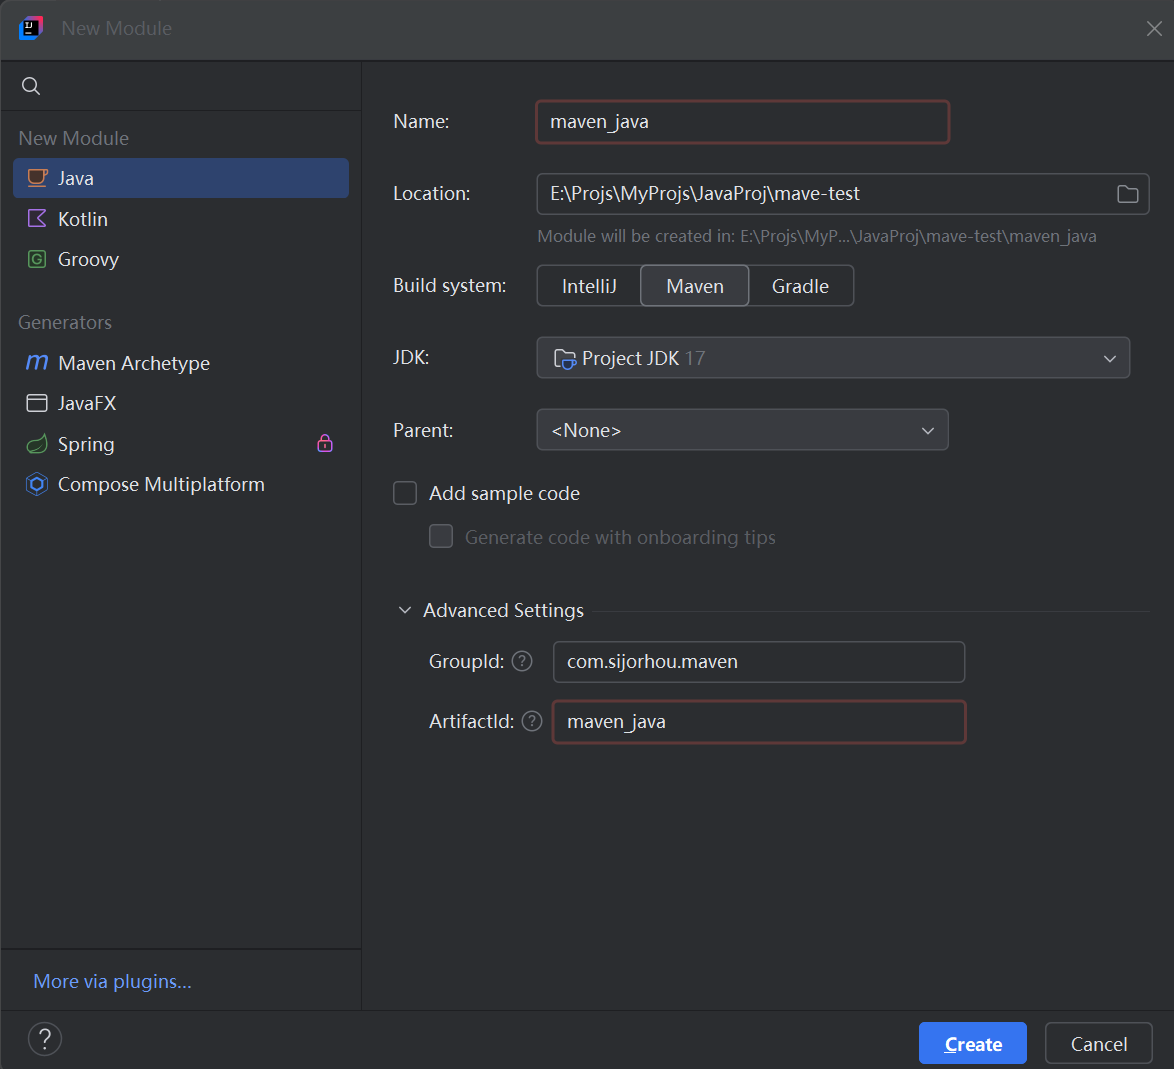 New Module
New Module
Java
Kotlin
Groovy
Generators
Maven Archetype
JavaFX
Spring
Compose Multiplatform
More via plugins...
Name: maven_java
Location: E:\Projs\MyProjs\JavaProj\mave-test
Module will be created in: E:\Projs\MyP...\JavaProj\mave-test\maven_java
Build system: IntelliJ Maven Gradle
JDK: Project JDK 17
Parent: <None>
Add sample code
Generate code with onboarding tips
Advanced Settings
GroupId: ? com.sijorhou.maven
ArtifactId: ? maven_java
? Create Cancel